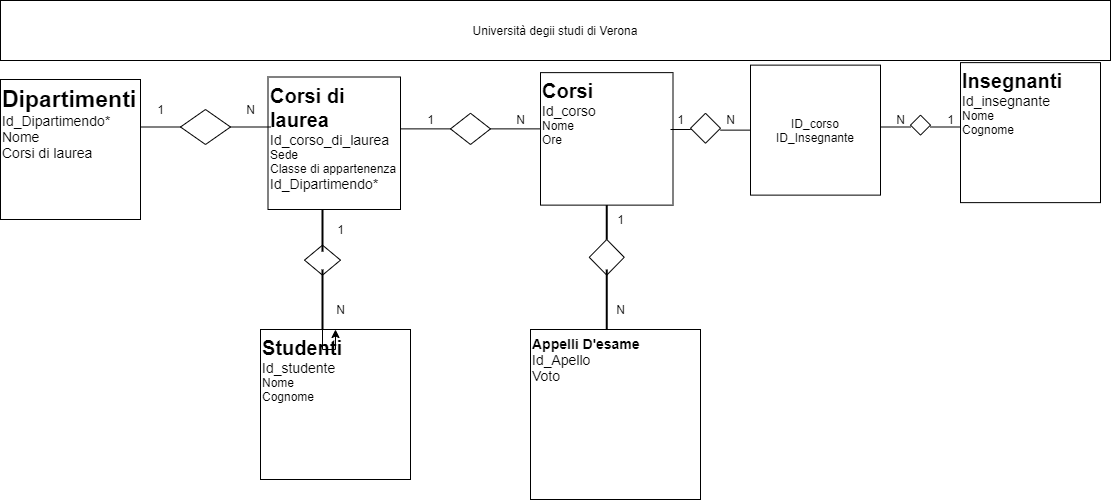 Università degii studi di Verona
Dipartimenti
Id_Dipartimendo*
Nome
Corsi di laurea
1
N
Corsi di
laurea
Id_corso_di_laurea
Sede
Classe di appartenenza
Id_Dipartimendo*
1
N
Corsi
Id_corso
Nome
Ore
1
N
ID_corso
ID_Insegnante
N
1
Insegnanti
Id_insegnante
Nome
Cognome
1
N
Studenti
Id_studente
Nome
Cognome
1
N
Appelli D'esame
Id_Apello
Voto